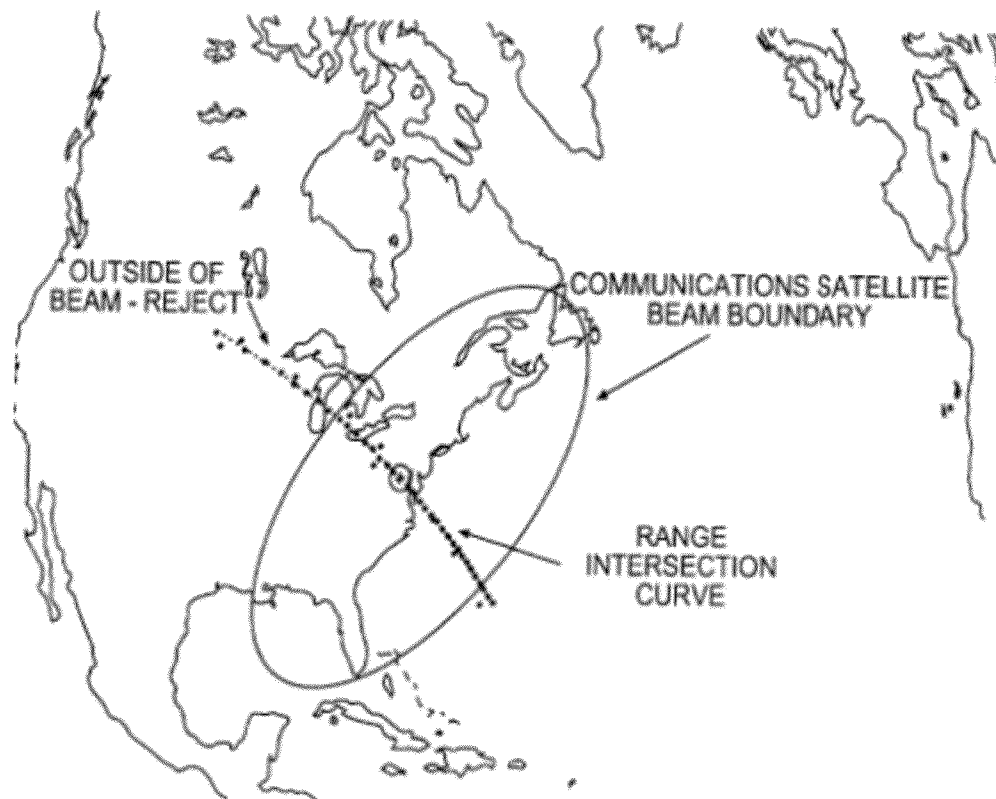 OUTSIDE OF
BEAM - REJECT
COMMUNICATIONS SATELLITE
BEAM BOUNDARY
RANGE
INTERSECTION
CURVE